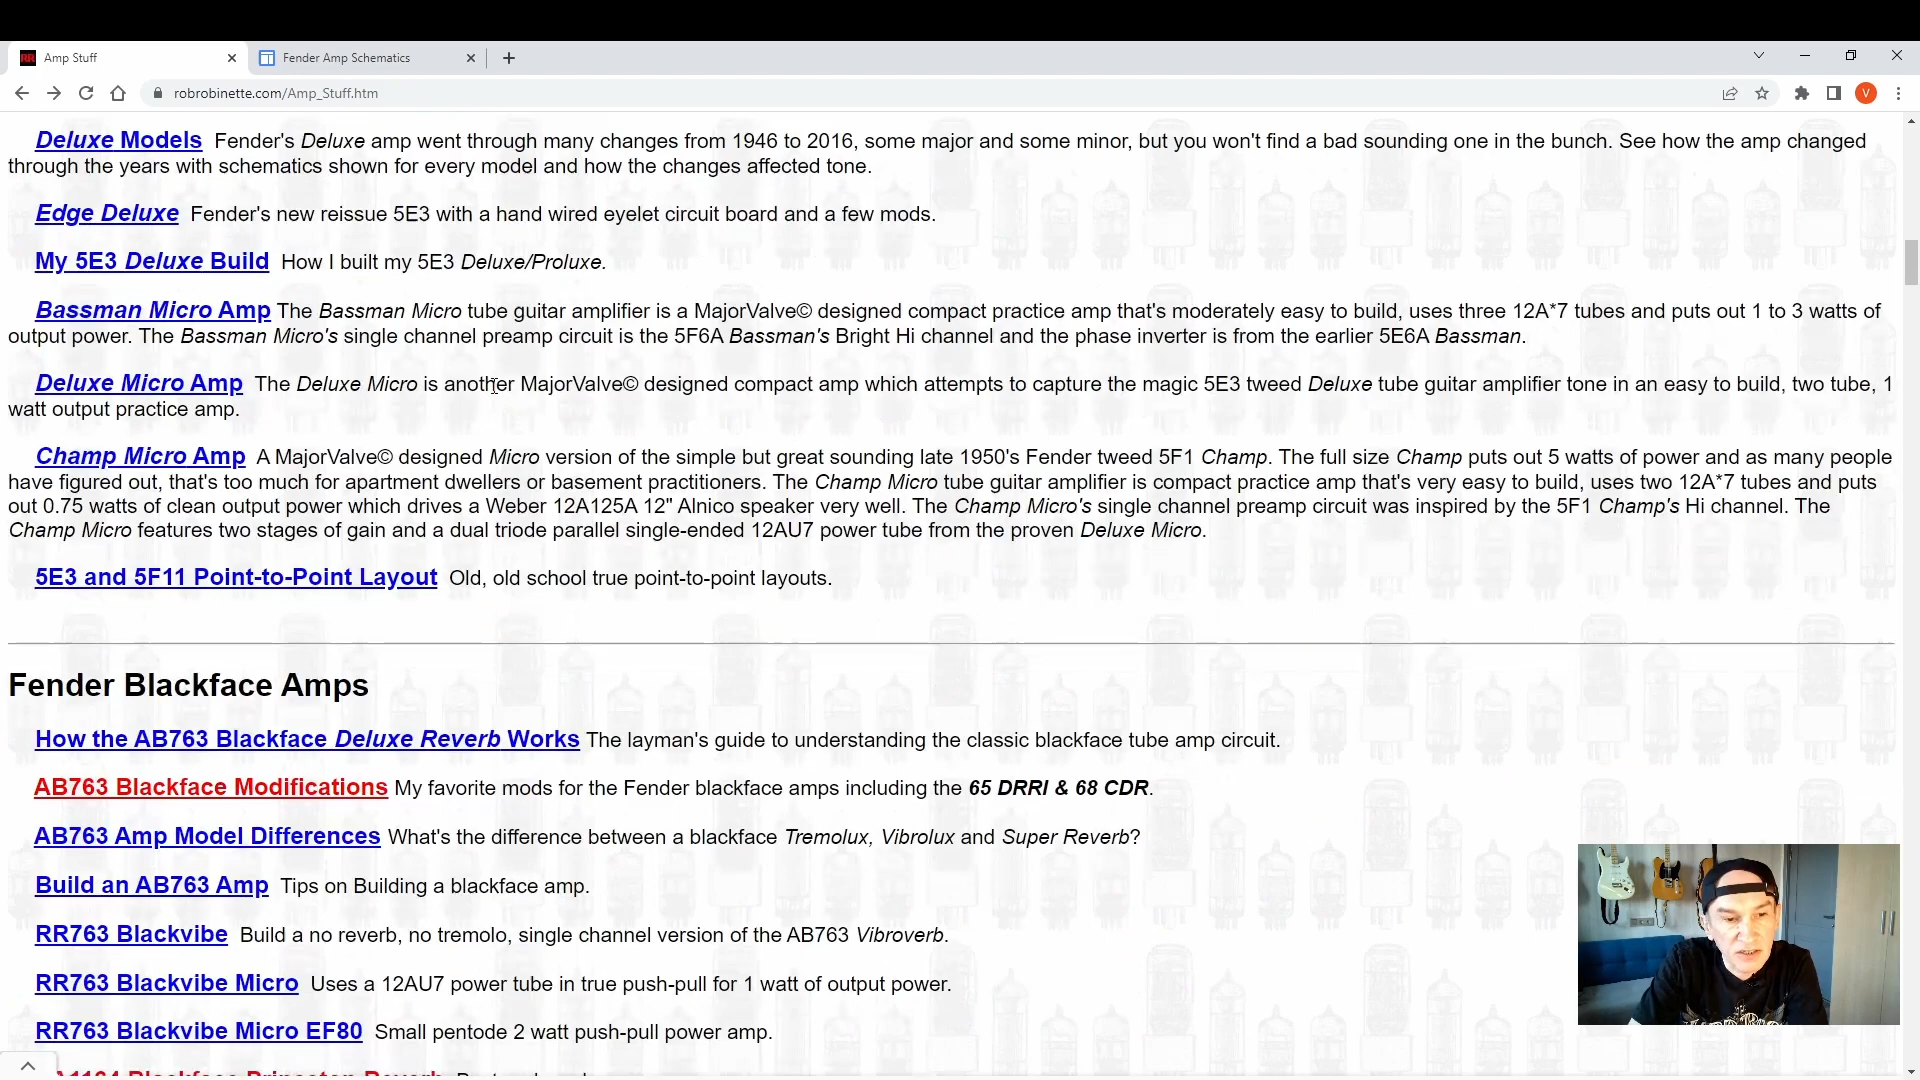 Amp Stuff
Fender Amp Schematics
robrobinette.com/Amp_Stuff.htm
V
Deluxe Models Fender's Deluxe amp went through many changes from 1946 to 2016, some major and some minor, but you won't find a bad sounding one in the bunch. See how the amp changed
through the years with schematics shown for every model and how the changes affected tone.
Edge Deluxe Fender's new reissue 5E3 with a hand wired eyelet circuit board and a few mods.
My 5E3 Deluxe Build How I built my 5E3 Deluxe/Proluxe.
Bassman Micro Amp The Bassman Micro tube guitar amplifier is a MajorValve© designed compact practice amp that's moderately easy to build, uses three 12A*7 tubes and puts out 1 to 3 watts of
output power. The Bassman Micro's single channel preamp circuit is the 5F6A Bassman's Bright Hi channel and the phase inverter is from the earlier 5E6A Bassman.
Deluxe Micro Amp The Deluxe Micro is another MajorValve© designed compact amp which attempts to capture the magic 5E3 tweed Deluxe tube guitar amplifier tone in an easy to build, two tube, 1
watt output practice amp.
Champ Micro Amp A MajorValve© designed Micro version of the simple but great sounding late 1950's Fender tweed 5F1 Champ. The full size Champ puts out 5 watts of power and as many people
have figured out, that's too much for apartment dwellers or basement practitioners. The Champ Micro tube guitar amplifier is compact practice amp that's very easy to build, uses two 12A*7 tubes and puts
out 0.75 watts of clean output power which drives a Weber 12A125A 12" Alnico speaker very well. The Champ Micro's single channel preamp circuit was inspired by the 5F1 Champ's Hi channel. The
Champ Micro features two stages of gain and a dual triode parallel single-ended 12AU7 power tube from the proven Deluxe Micro.
5E3 and 5F11 Point-to-Point Layout Old, old school true point-to-point layouts.
Fender Blackface Amps
How the AB763 Blackface Deluxe Reverb Works The layman's guide to understanding the classic blackface tube amp circuit.
AB763 Blackface Modifications My favorite mods for the Fender blackface amps including the 65 DRRI & 68 CDR.
AB763 Amp Model Differences What's the difference between a blackface Tremolux, Vibrolux and Super Reverb?
Build an AB763 Amp Tips on Building a blackface amp.
RR763 Blackvibe Build a no reverb, no tremolo, single channel version of the AB763 Vibroverb.
RR763 Blackvibe Micro Uses a 12AU7 power tube in true push-pull for 1 watt of output power.
RR763 Blackvibe Micro EF80 Small pentode 2 watt push-pull power amp.
Blackface Princeton Reverb